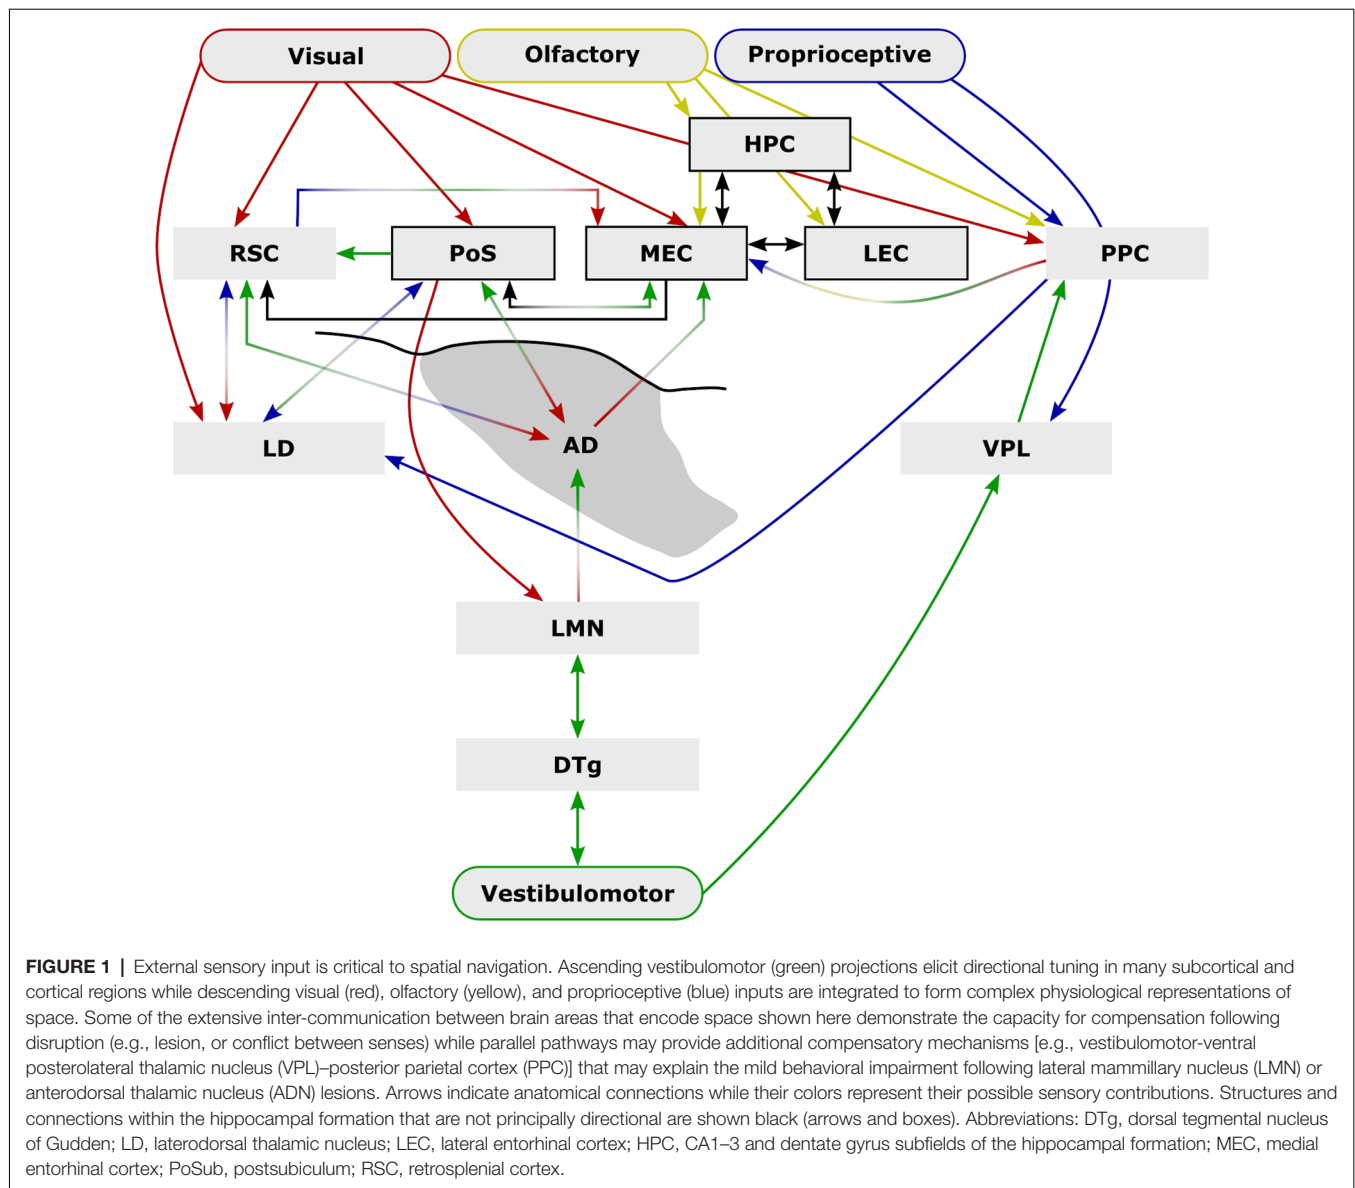 Visual
Olfactory
Proprioceptive
HPC
RSC
PoS
MEC
LEC
PPC
LD
AD
VPL
LMN
DTg
Vestibulomotor
FIGURE 1 | External sensory input is critical to spatial navigation. Ascending vestibulomotor (green) projections elicit directional tuning in many subcortical and
cortical regions while descending visual (red), olfactory (yellow), and proprioceptive (blue) inputs are integrated to form complex physiological representations of
space. Some of the extensive inter-communication between brain areas that encode space shown here demonstrate the capacity for compensation following
disruption (e.g., lesion, or conflict between senses) while parallel pathways may provide additional compensatory mechanisms [e.g., vestibulomotor-ventral
posterolateral thalamic nucleus (VPL)–posterior parietal cortex (PPC)] that may explain the mild behavioral impairment following lateral mammillary nucleus (LMN) or
anterodorsal thalamic nucleus (ADN) lesions. Arrows indicate anatomical connections while their colors represent their possible sensory contributions. Structures and
connections within the hippocampal formation that are not principally directional are shown black (arrows and boxes). Abbreviations: DTg, dorsal tegmental nucleus
of Gudden; LD, laterodorsal thalamic nucleus; LEC, lateral entorhinal cortex; HPC, CA1–3 and dentate gyrus subfields of the hippocampal formation; MEC, medial
entorhinal cortex; PoSub, postsubiculum; RSC, retrosplenial cortex.